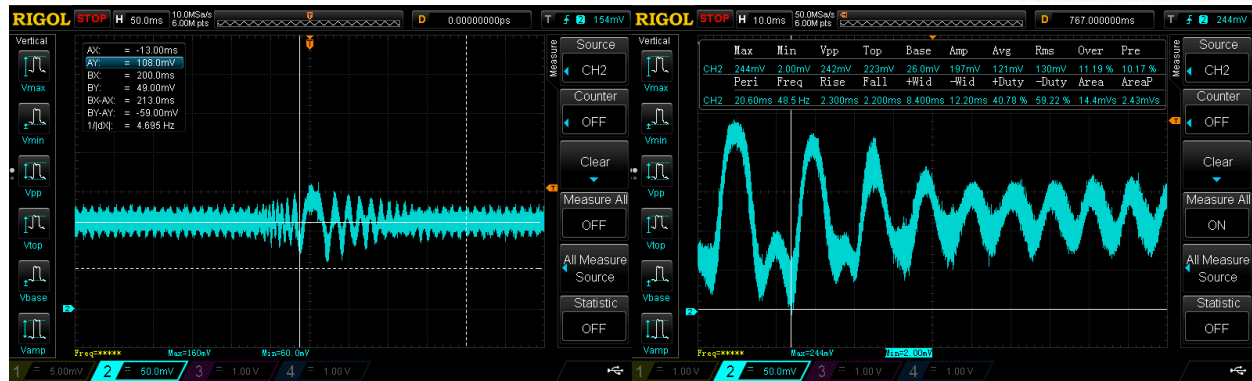 RIGOL STOP H 50.0ms 10.0MSa/s 6.00M pts D 0.00000000ps T 2 154mV
Vertical
Vmax
Vmin
Vpp
Vtop
Vbase
Vamp
AX: = -13.00ms
AY: = 108.0mV
BX: = 200.0ms
BY: = 49.00mV
BX-AX: = 213.0ms
BY-AY: = -59.00mV
1/|dX|: = 4.695 Hz
T
T
2
Freq=***** Max=160mV Min=60.0mV
Measure
Source
CH2
Counter
OFF
Clear
Measure All
OFF
All Measure
Source
Statistic
OFF
1 = 5.00mV 2 = 50.0mV 3 = 1.00 V 4 = 1.00 V
RIGOL STOP H 10.0ms 50.0MSa/s 6.00M pts D 767.000000ms T 2 244mV
Vertical
Vmax
Vmin
Vpp
Vtop
Vbase
Vamp
Max Min Vpp Top Base Amp Avg Rms Over Pre
CH2 244mV 2.00mV 242mV 223mV 26.0mV 197mV 121mV 130mV 11.19 % 10.17 %
Peri Freq Rise Fall +Wid -Wid +Duty -Duty Area AreaP
CH2 20.60ms 48.5 Hz 2.300ms 2.200ms 8.400ms 12.20ms 40.78 % 59.22 % 14.4mVs 2.43mVs
T
2
Freq=***** Max=244mV Min=2.00mV
Measure
Source
CH2
Counter
OFF
Clear
Measure All
ON
All Measure
Source
Statistic
OFF
1 = 1.00 V 2 = 50.0mV 3 = 1.00 V 4 = 1.00 V